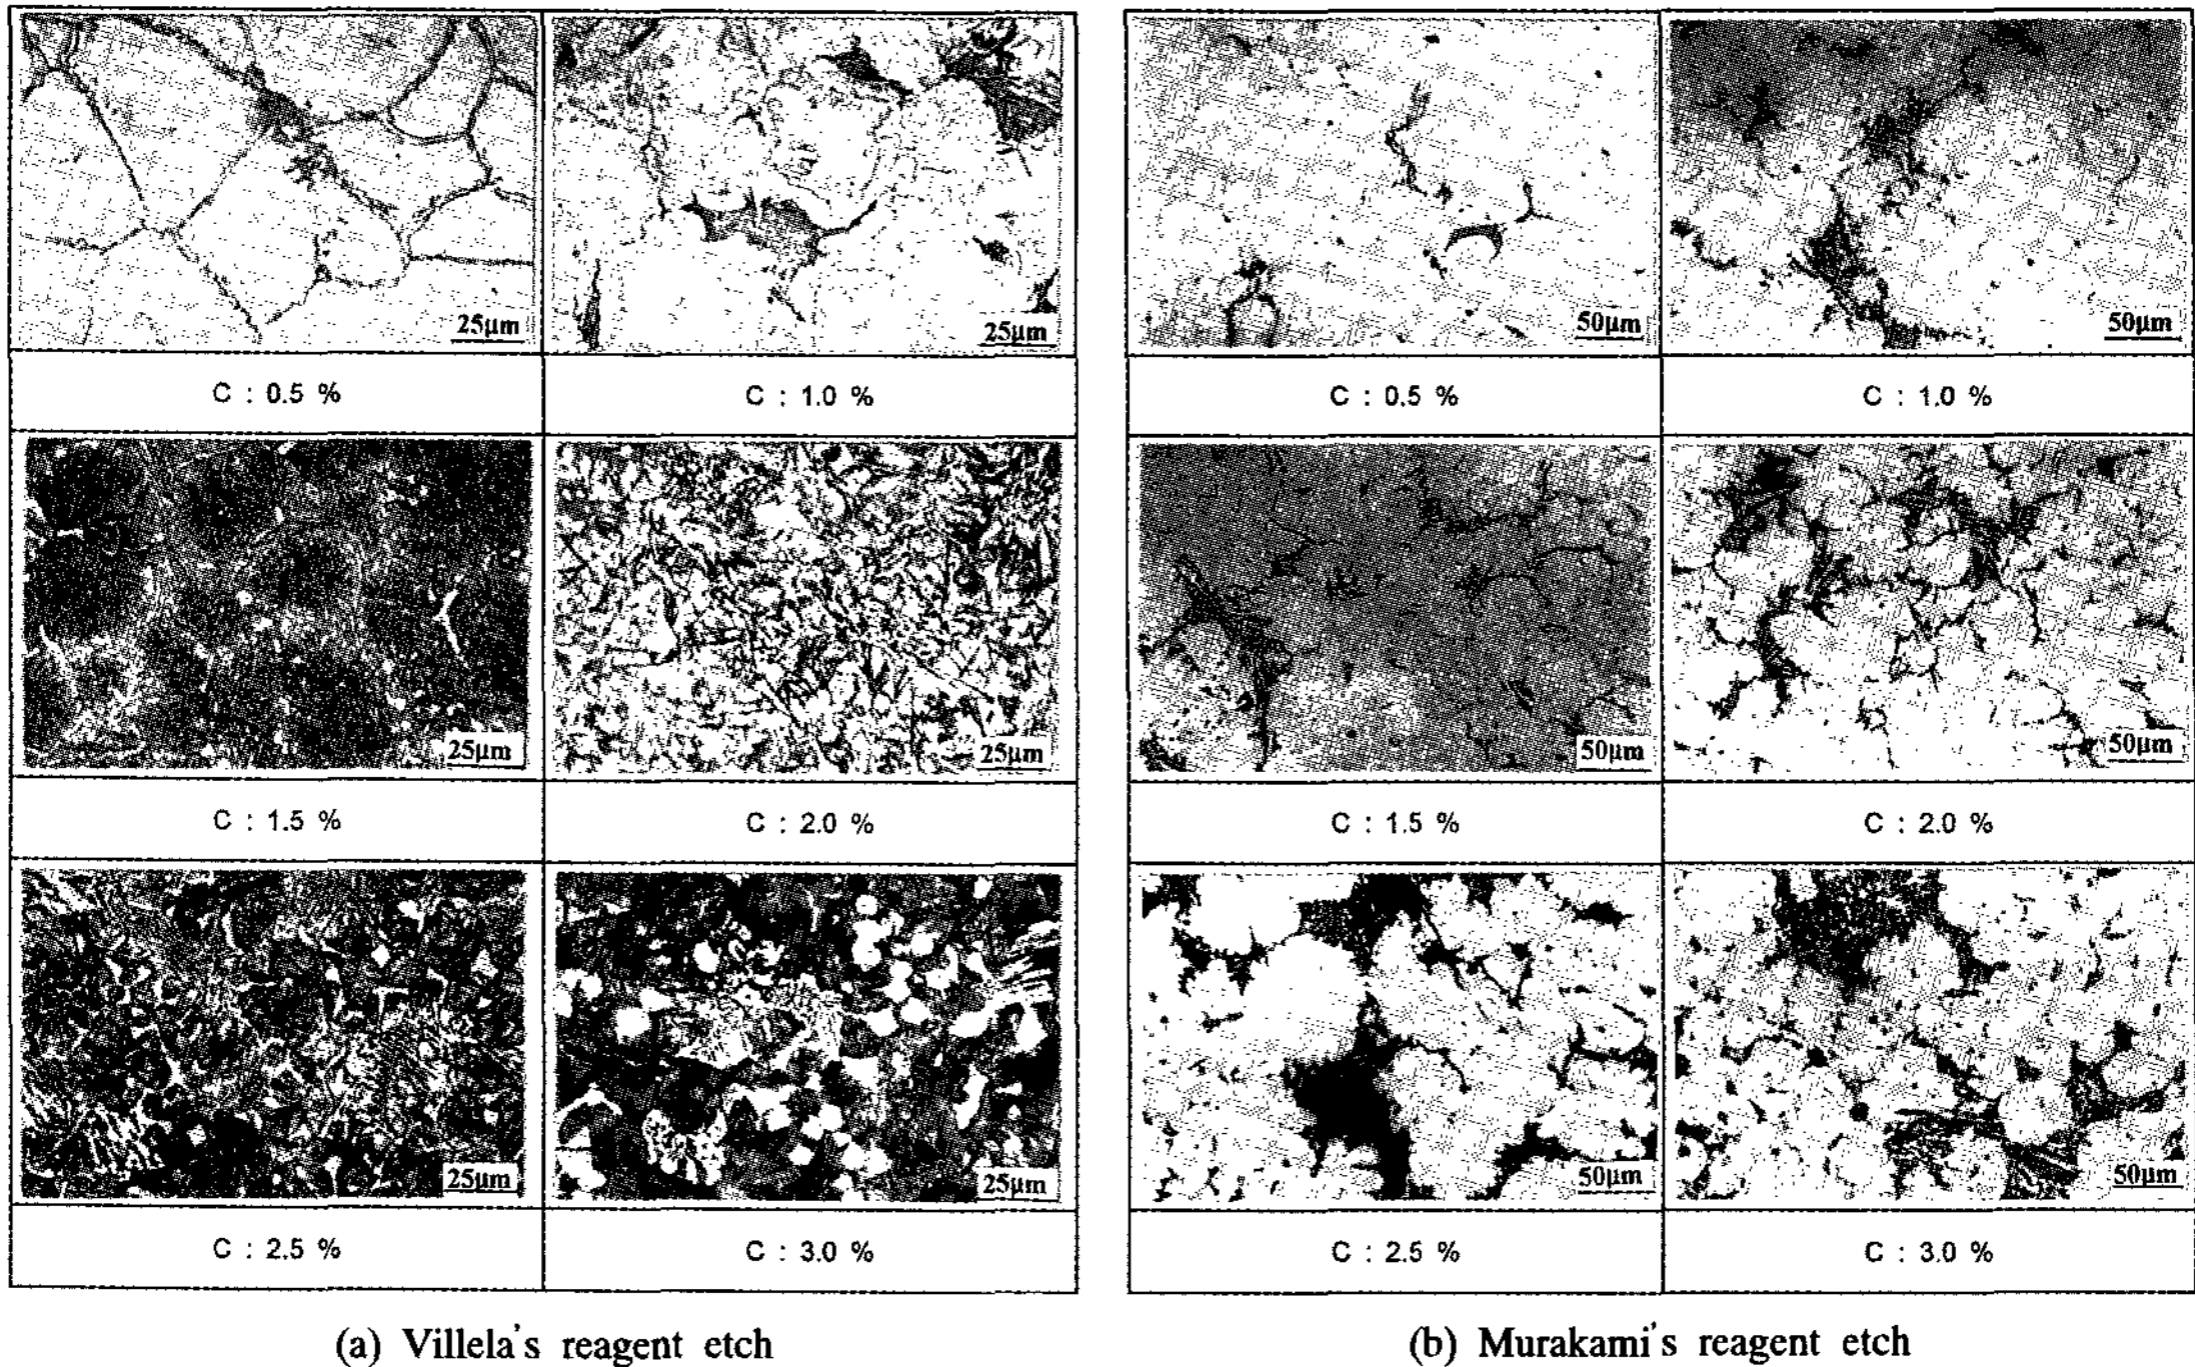 25μm
25μm
C : 0.5 %
C : 1.0 %
25μm
25μm
C : 1.5 %
C : 2.0 %
25μm
25μm
C : 2.5 %
C : 3.0 %
(a) Villela's reagent etch
50μm
50μm
C : 0.5 %
C : 1.0 %
50μm
50μm
C : 1.5 %
C : 2.0 %
50μm
50μm
C : 2.5 %
C : 3.0 %
(b) Murakami's reagent etch